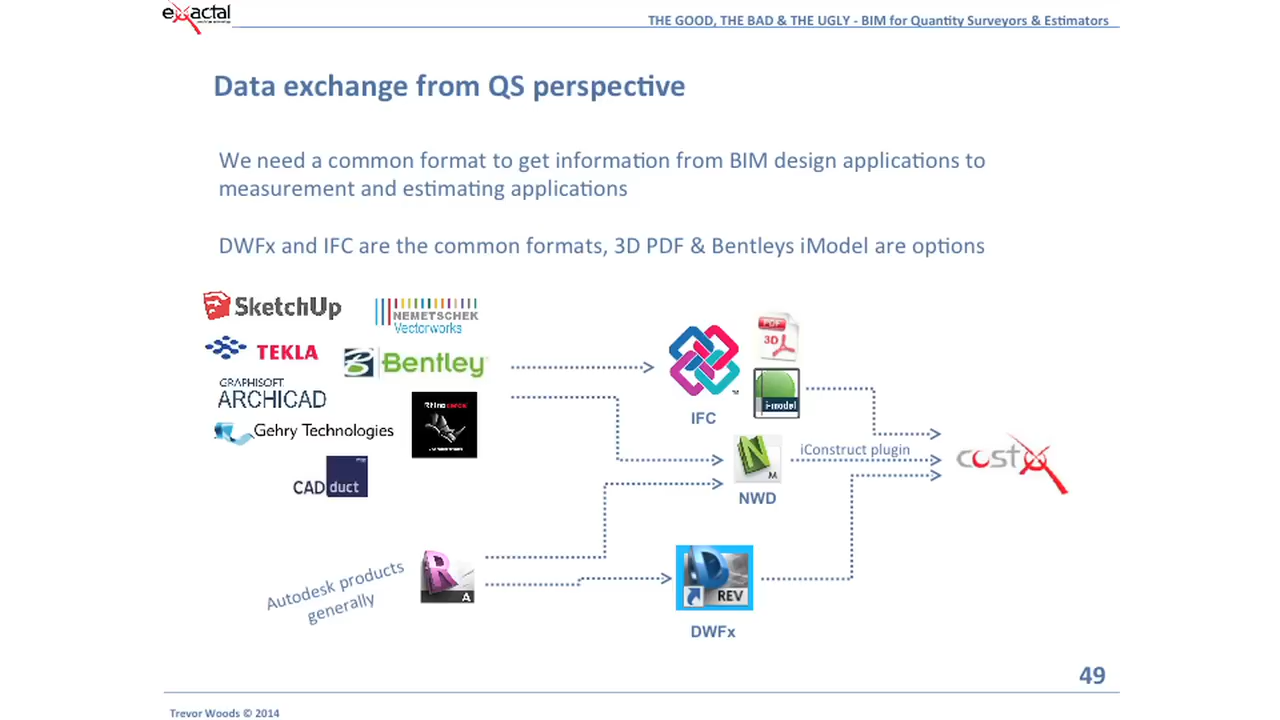 exactal
THE GOOD, THE BAD & THE UGLY - BIM for Quantity Surveyors & Estimators
Data exchange from QS perspective
We need a common format to get information from BIM design applications to
measurement and estimating applications
DWFx and IFC are the common formats, 3D PDF & Bentleys iModel are options
SketchUp
NEMETSCHEK
Vectorworks
TEKLA
Bentley
GRAPHISOFT
ARCHICAD
Rhinoceros
Gehry Technologies
CADduct
PDF
3D
i-model
TM
IFC
N
M
iConstruct plugin
NWD
costX
Autodesk products
generally
R
A
D
REV
DWFx
49
Trevor Woods © 2014